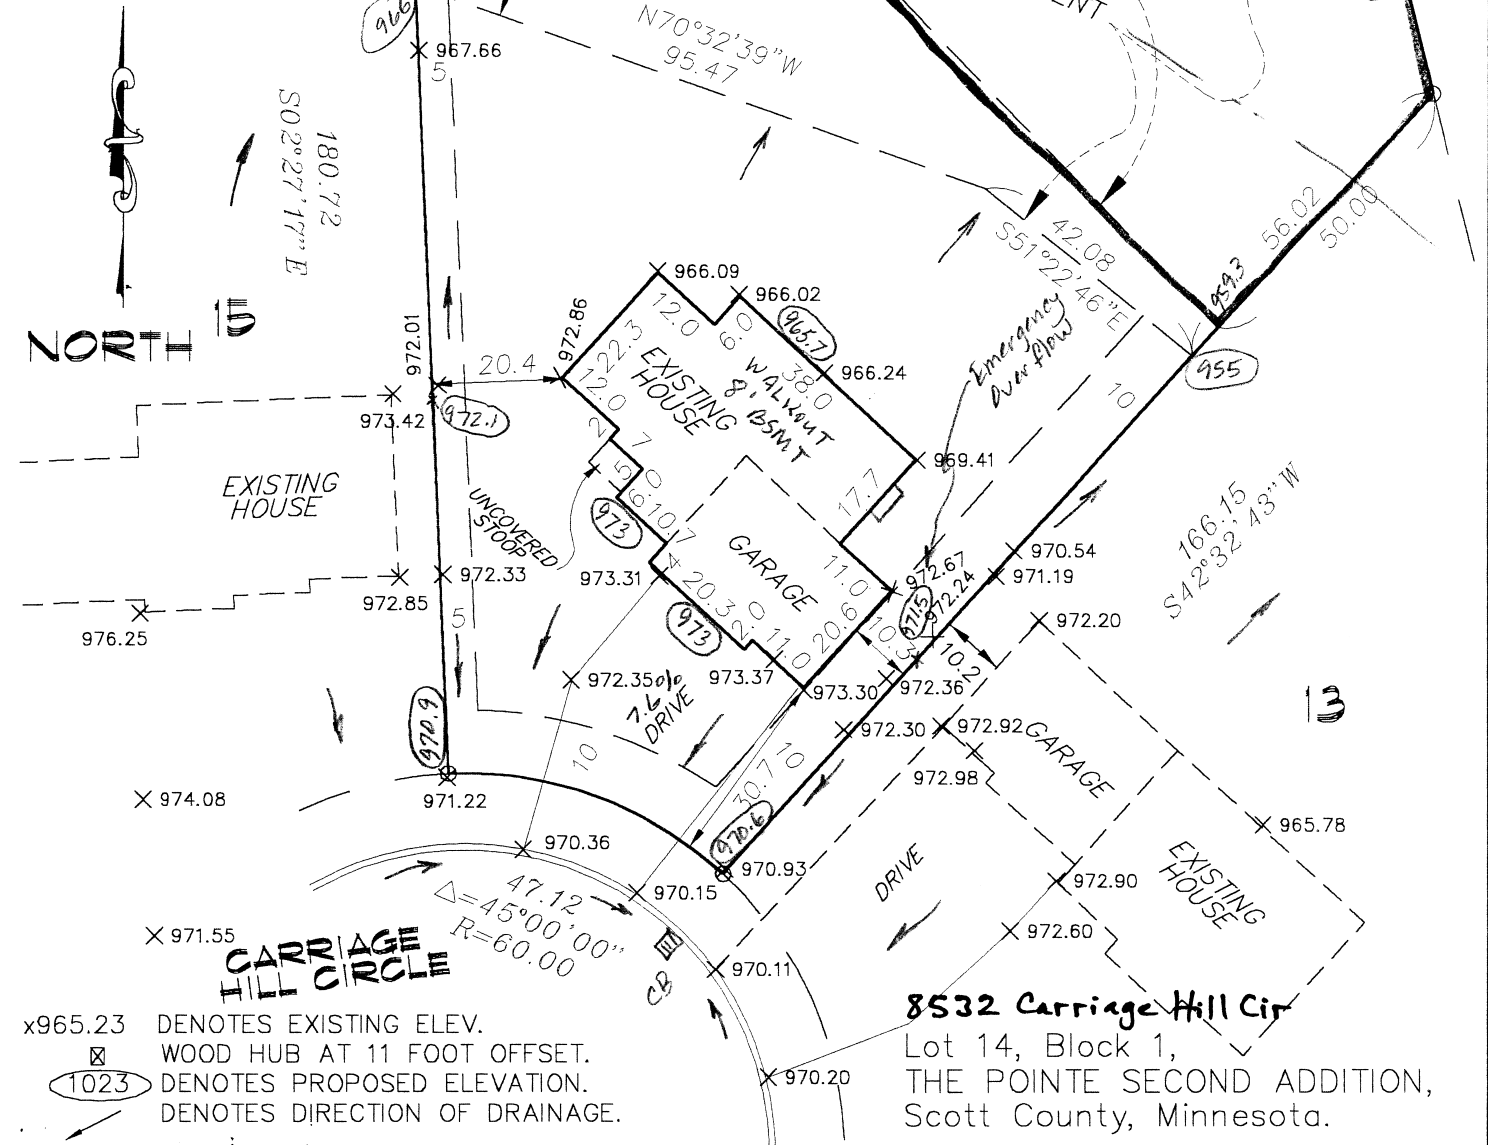 966
967.66
5
N70°32'39"W
95.47
ENT
180.72
S02°27'17"E
15
NORTH
972.01
20.4
972.86
966.09
966.02
12.0
6.0
965.7
22.3
38.0
966.24
12.0
EXISTING
HOUSE
WALKOUT
8' BSMT
42.08
S51°22'46"E
56.02
50.00
959.3
955
Emergency
Overflow
10
973.42
972.1
2
7.0
5
6.0
10.7
973
UNCOVERED
STOOP
EXISTING
HOUSE
969.41
17.7
GARAGE
11.0
972.67
972.24
971.5
970.54
971.19
166.15
S42°32'43"W
972.33
972.85
973.31
4
20.3
2.0
11.0
20.6
10.3
10.2
972.20
976.25
5
973
972.35
7.6%
DRIVE
973.37
973.30
972.36
13
970.9
10
972.30
972.92
GARAGE
972.98
30.7
10
974.08
971.22
970.6
970.36
970.93
965.78
DRIVE
EXISTING
HOUSE
47.12
Δ=45°00'00"
R=60.00
970.15
972.90
971.55
CARRIAGE
HILL CIRCLE
CB
970.11
972.60
x965.23 DENOTES EXISTING ELEV.
WOOD HUB AT 11 FOOT OFFSET.
1023 DENOTES PROPOSED ELEVATION.
DENOTES DIRECTION OF DRAINAGE.
970.20
8532 Carriage Hill Cir
Lot 14, Block 1,
THE POINTE SECOND ADDITION,
Scott County, Minnesota.